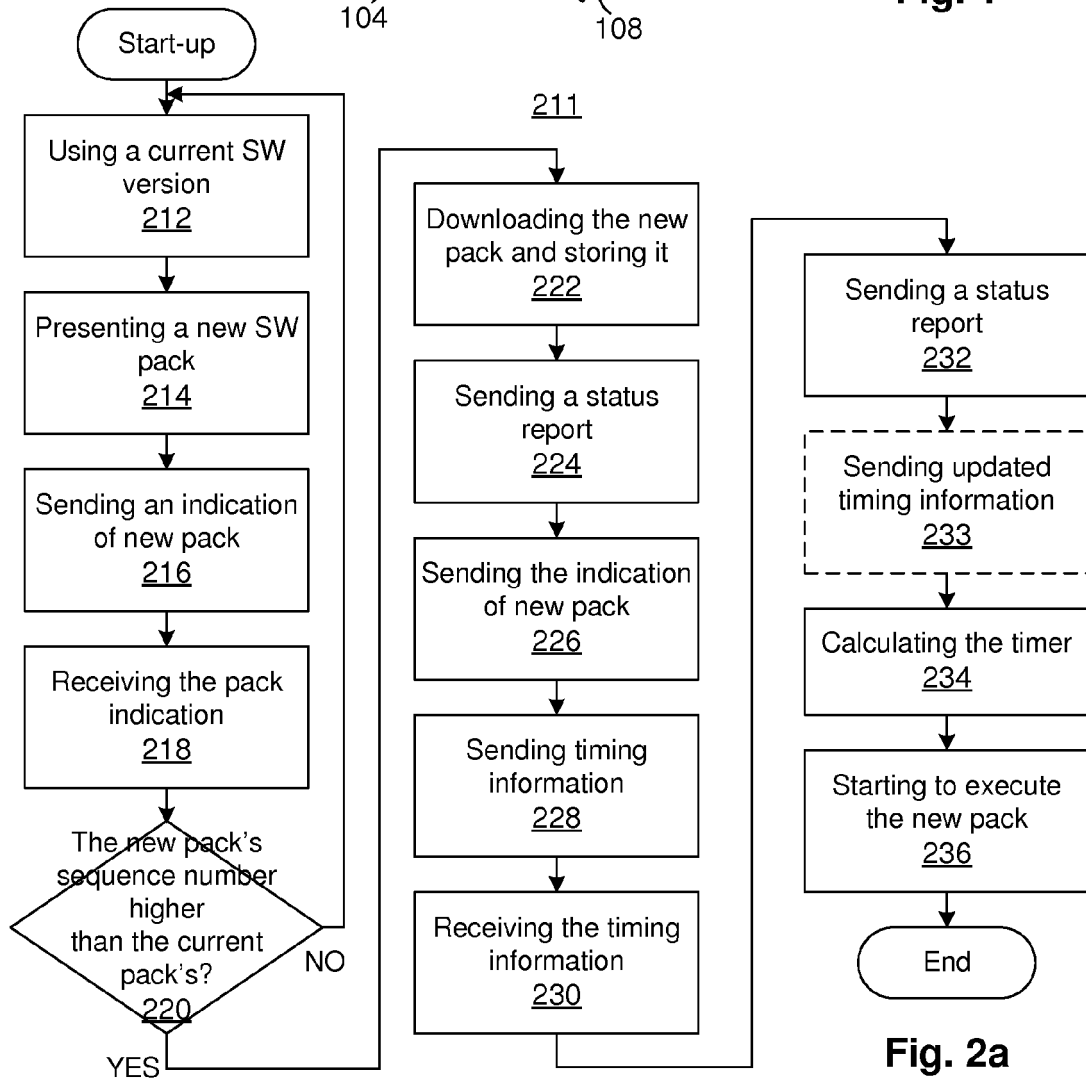 104
108
Start-up
211
Using a current SW
version
212
Presenting a new SW
pack
214
Sending an indication
of new pack
216
Receiving the pack
indication
218
The new pack's
sequence number
higher
than the current
pack's?
220
NO
YES
Downloading the new
pack and storing it
222
Sending a status
report
224
Sending the indication
of new pack
226
Sending timing
information
228
Receiving the timing
information
230
Sending a status
report
232
Sending updated
timing information
233
Calculating the timer
234
Starting to execute
the new pack
236
End
Fig. 2a